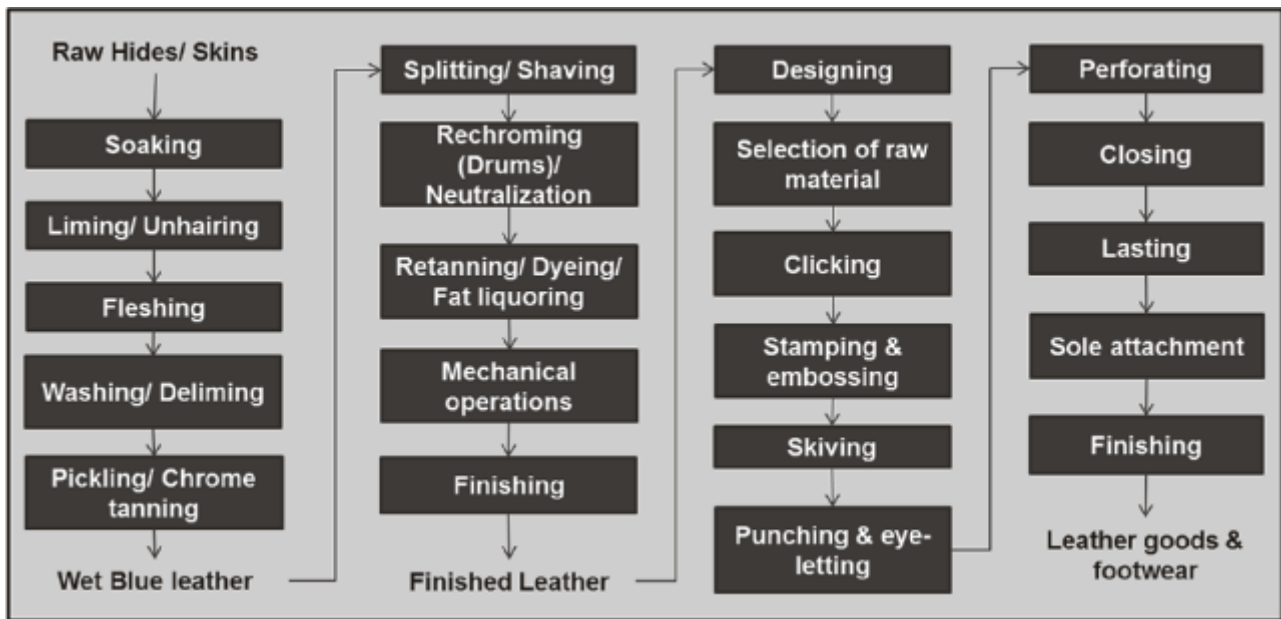 Raw Hides/ Skins
Soaking
Liming/ Unhairing
Fleshing
Washing/ Deliming
Pickling/ Chrome
tanning
Wet Blue leather
Splitting/ Shaving
Rechroming
(Drums)/
Neutralization
Retanning/ Dyeing/
Fat liquoring
Mechanical
operations
Finishing
Finished Leather
Designing
Selection of raw
material
Clicking
Stamping &
embossing
Skiving
Punching & eye-
letting
Perforating
Closing
Lasting
Sole attachment
Finishing
Leather goods &
footwear